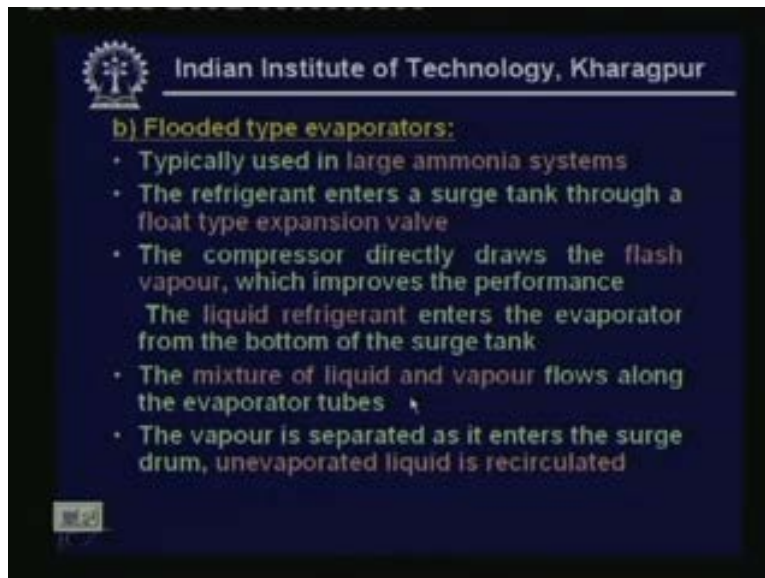 Indian Institute of Technology, Kharagpur
b) Flooded type evaporators:
• Typically used in large ammonia systems
• The refrigerant enters a surge tank through a
float type expansion valve
• The compressor directly draws the flash
vapour, which improves the performance
The liquid refrigerant enters the evaporator
from the bottom of the surge tank
• The mixture of liquid and vapour flows along
the evaporator tubes
• The vapour is separated as it enters the surge
drum, unevaporated liquid is recirculated